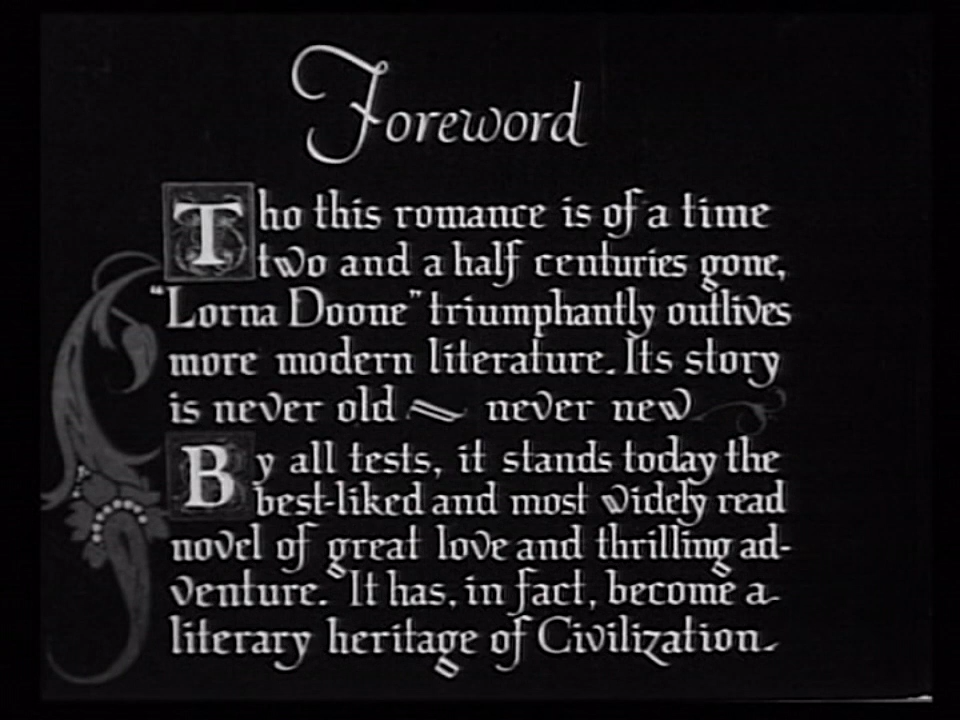 Foreword
Tho this romance is of a time
two and a half centuries gone,
"Lorna Doone" triumphantly outlives
more modern literature. Its story
is never old — never new
By all tests, it stands today the
best-liked and most widely read
novel of great love and thrilling ad-
venture. It has, in fact, become a
literary heritage of Civilization.